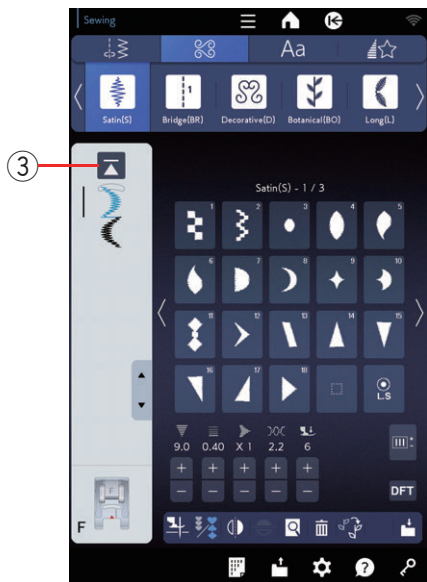 Sewing
Aa
1
Satin(S) Bridge(BR) Decorative(D) Botanical(BO) Long(L)
3
Satin(S) - 1 / 3
1 2 3 4 5
6 7 8 9 10
11 12 13 14 15
16 17 18 L.S
9.0 0.40 X 1 2.2 6
+ + + + +
− − − − − DFT
F
?